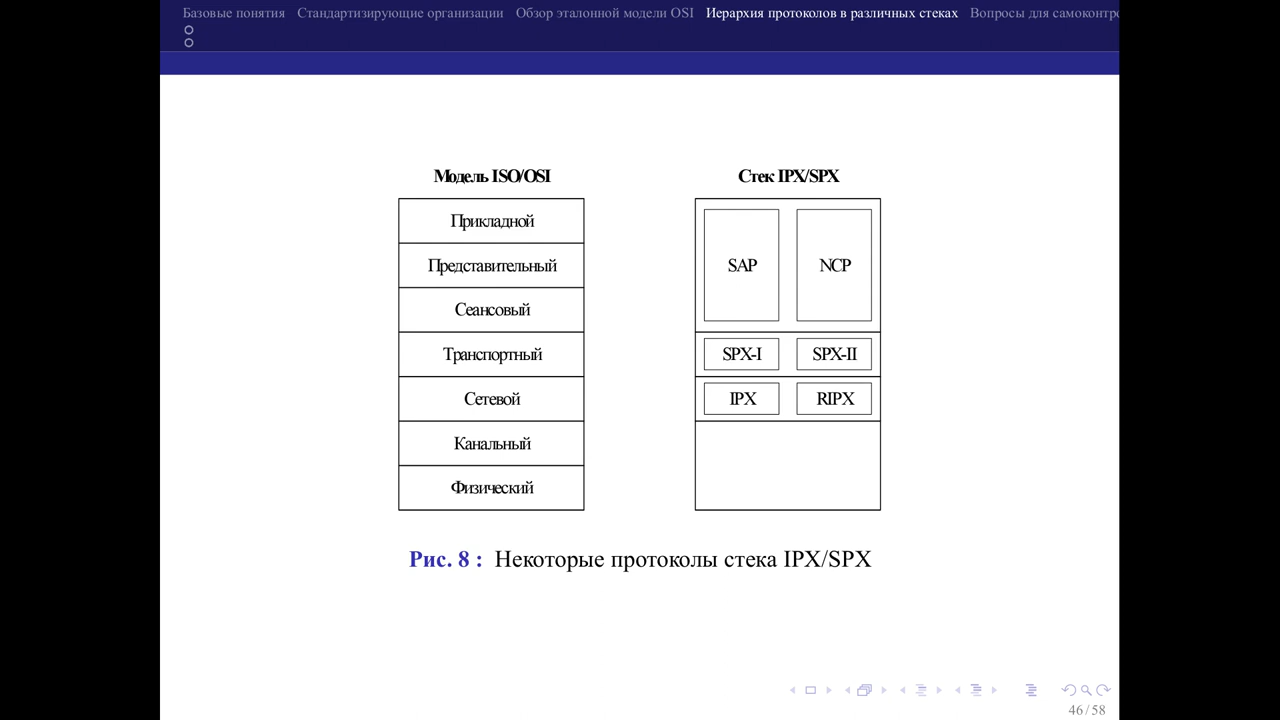 Базовые понятия Стандартизирующие организации Обзор эталонной модели OSI Иерархия протоколов в различных стеках Вопросы для самоконтро
Модель ISO/OSI
Прикладной
Представительный
Сеансовый
Транспортный
Сетевой
Канальный
Физический
Стек IPX/SPX
SAP NCP
SPX-I SPX-II
IPX RIPX
Рис. 8 : Некоторые протоколы стека IPX/SPX
46 / 58